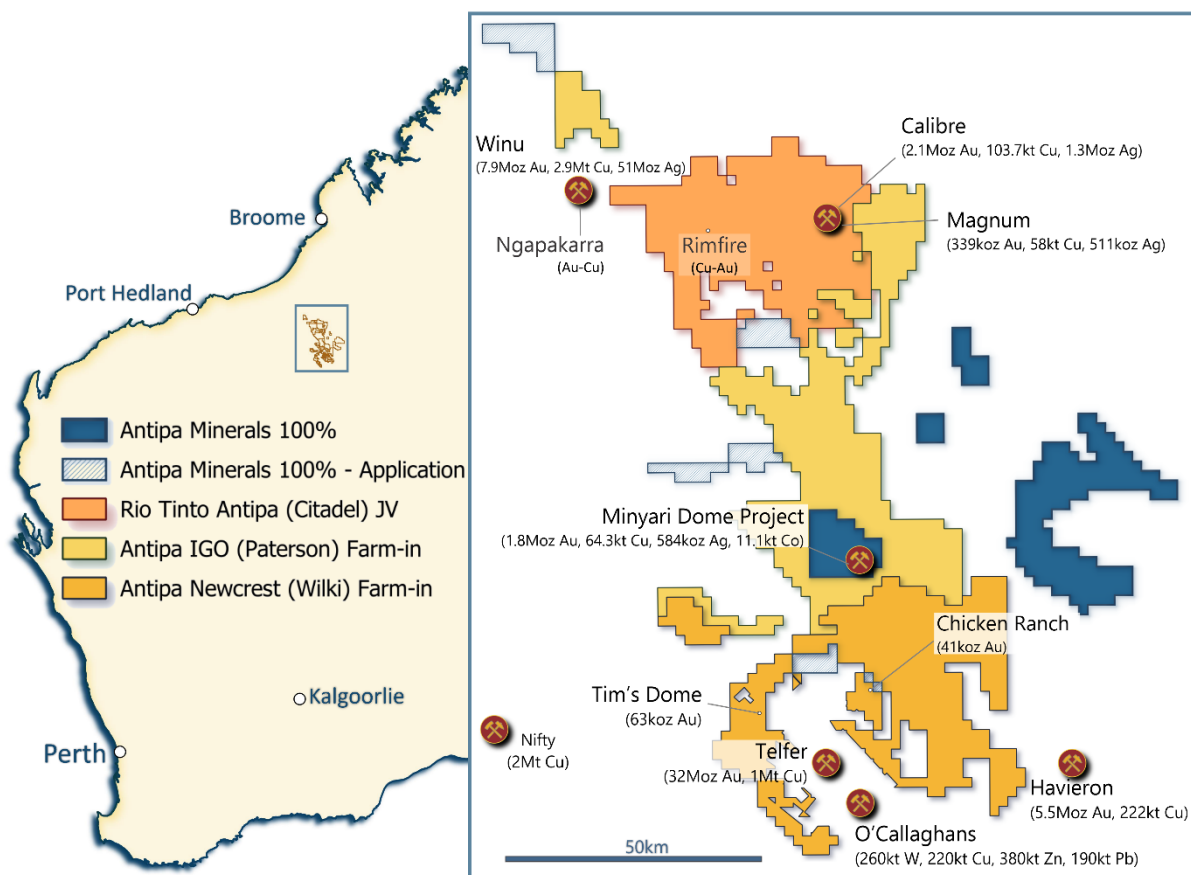 Broome
Port Hedland
Antipa Minerals 100%
Antipa Minerals 100% - Application
Rio Tinto Antipa (Citadel) JV
Antipa IGO (Paterson) Farm-in
Antipa Newcrest (Wilki) Farm-in
Kalgoorlie
Perth
Winu
(7.9Moz Au, 2.9Mt Cu, 51Moz Ag)
Calibre
(2.1Moz Au, 103.7kt Cu, 1.3Moz Ag)
Magnum
(339koz Au, 58kt Cu, 511koz Ag)
Ngapakarra
(Au-Cu)
Rimfire
(Cu-Au)
Minyari Dome Project
(1.8Moz Au, 64.3kt Cu, 584koz Ag, 11.1kt Co)
Chicken Ranch
(41koz Au)
Tim's Dome
(63koz Au)
Nifty
(2Mt Cu)
Telfer
(32Moz Au, 1Mt Cu)
Havieron
(5.5Moz Au, 222kt Cu)
O'Callaghans
(260kt W, 220kt Cu, 380kt Zn, 190kt Pb)
50km